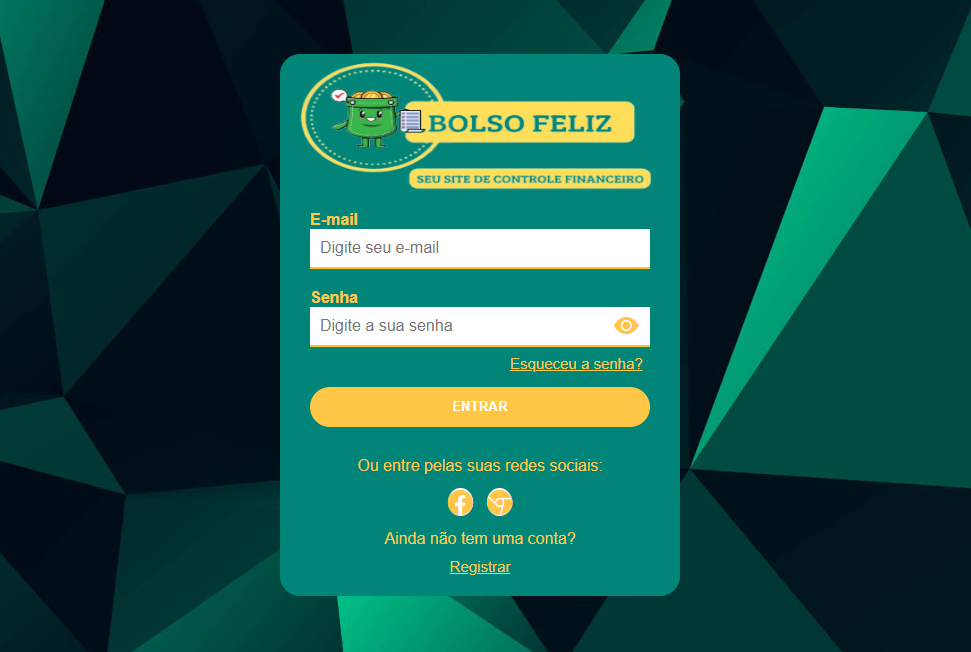 BOLSO FELIZ
SEU SITE DE CONTROLE FINANCEIRO
E-mail
Digite seu e-mail
Senha
Digite a sua senha
Esqueceu a senha?
ENTRAR
Ou entre pelas suas redes sociais:
Ainda não tem uma conta?
Registrar